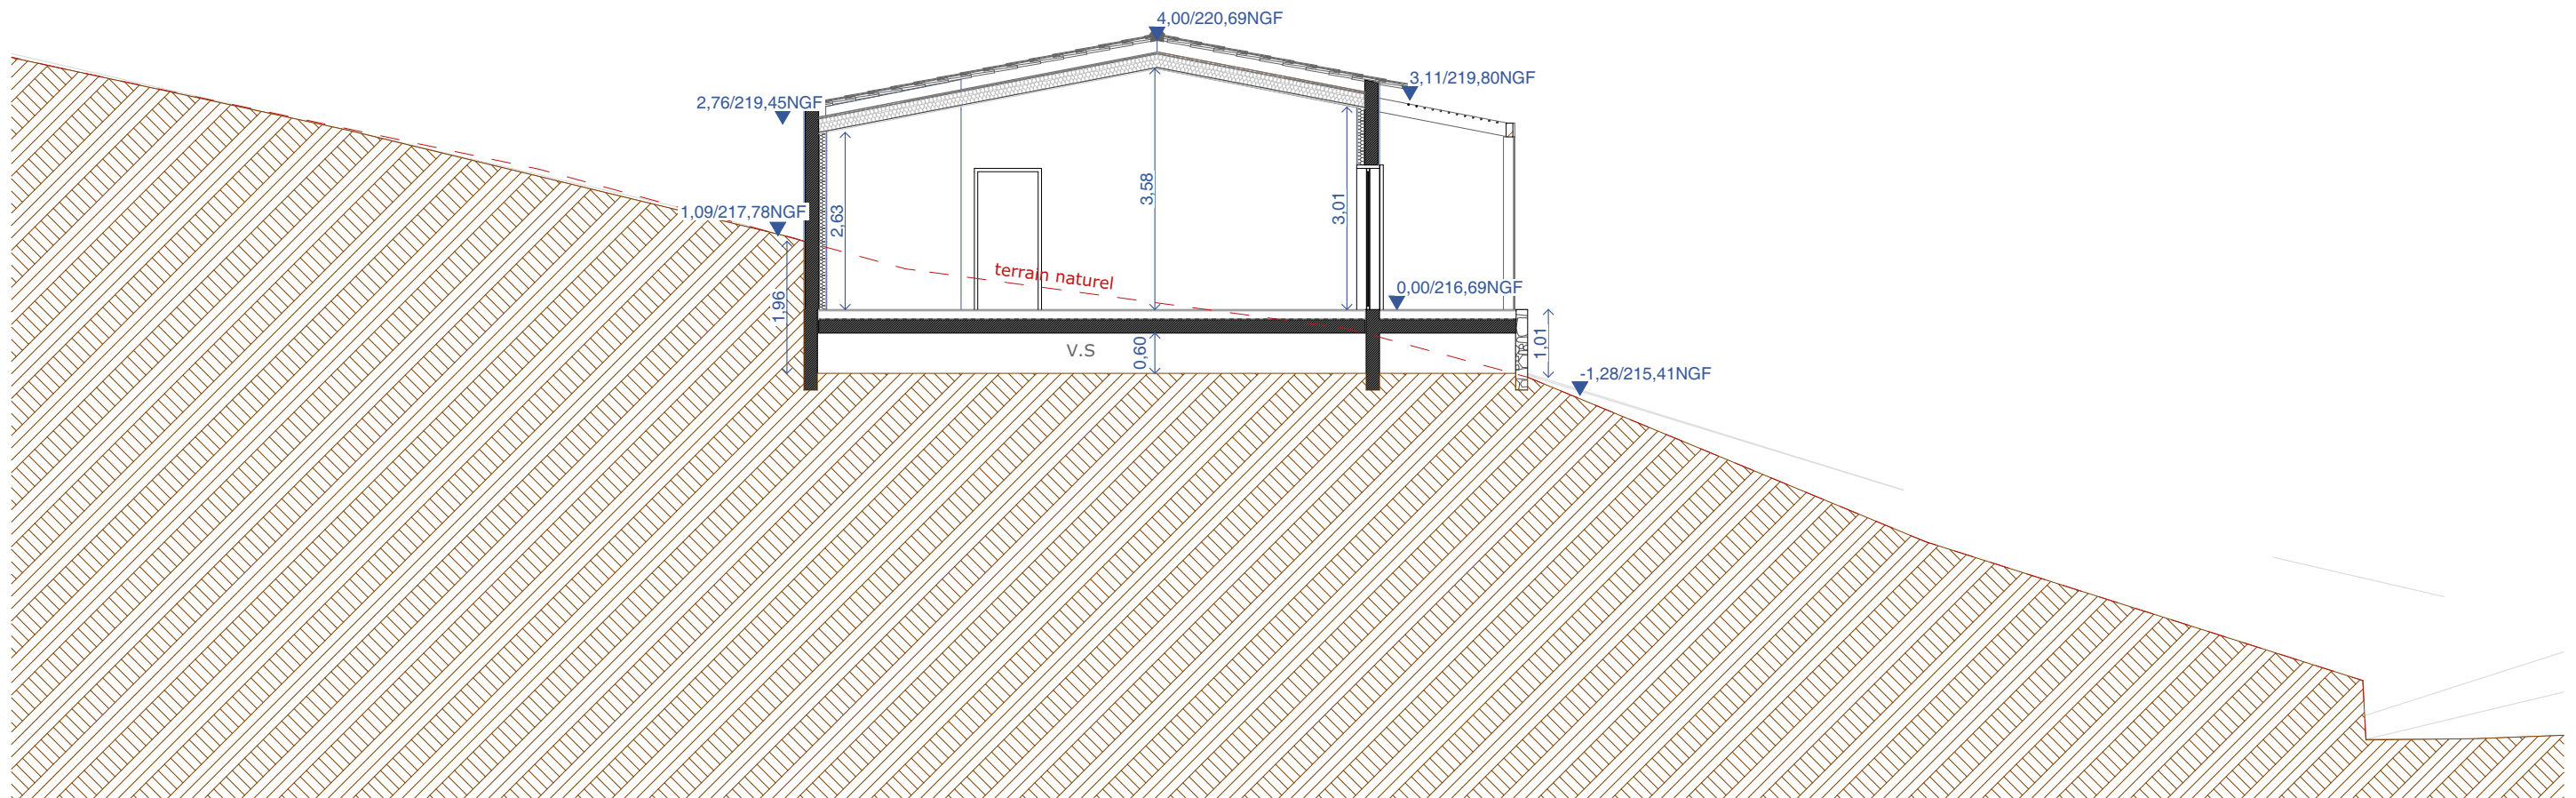 4,00/220,69NGF
3,11/219,80NGF
2,76/219,45NGF
1,09/217,78NGF
2,63
3,58
3,01
terrain naturel
0,00/216,69NGF
1,96
V.S
0,60
1,01
-1,28/215,41NGF